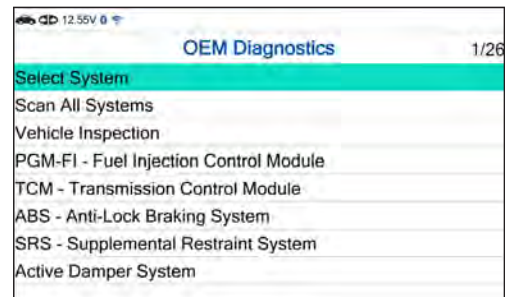 12.55V
OEM Diagnostics 1/26
Select System
Scan All Systems
Vehicle Inspection
PGM-FI - Fuel Injection Control Module
TCM - Transmission Control Module
ABS - Anti-Lock Braking System
SRS - Supplemental Restraint System
Active Damper System